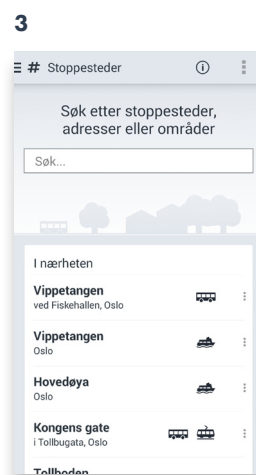 3
# Stoppesteder
Søk etter stoppesteder,
adresser eller områder
Søk...
I nærheten
Vippetangen
ved Fiskehallen, Oslo
Vippetangen
Oslo
Hovedøya
Oslo
Kongens gate
i Tollbugata, Oslo
Tollboden